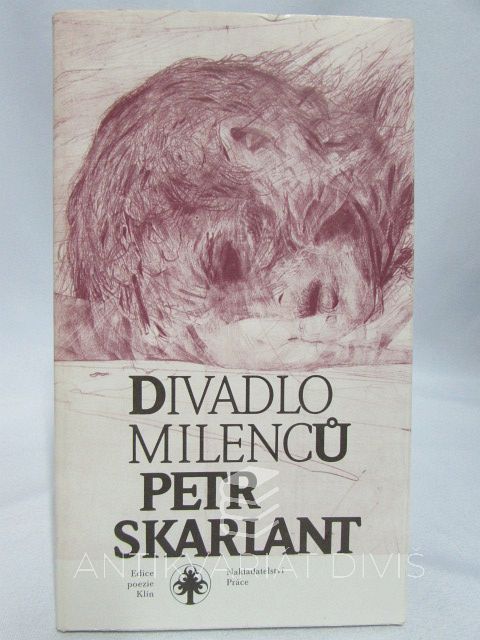 DIVADLO
MILENCŮ
PETR
SKARLANT
ANTIKVARIÁT DIVIŠ
Edice
poezie
Klín
Nakladatelství
Práce